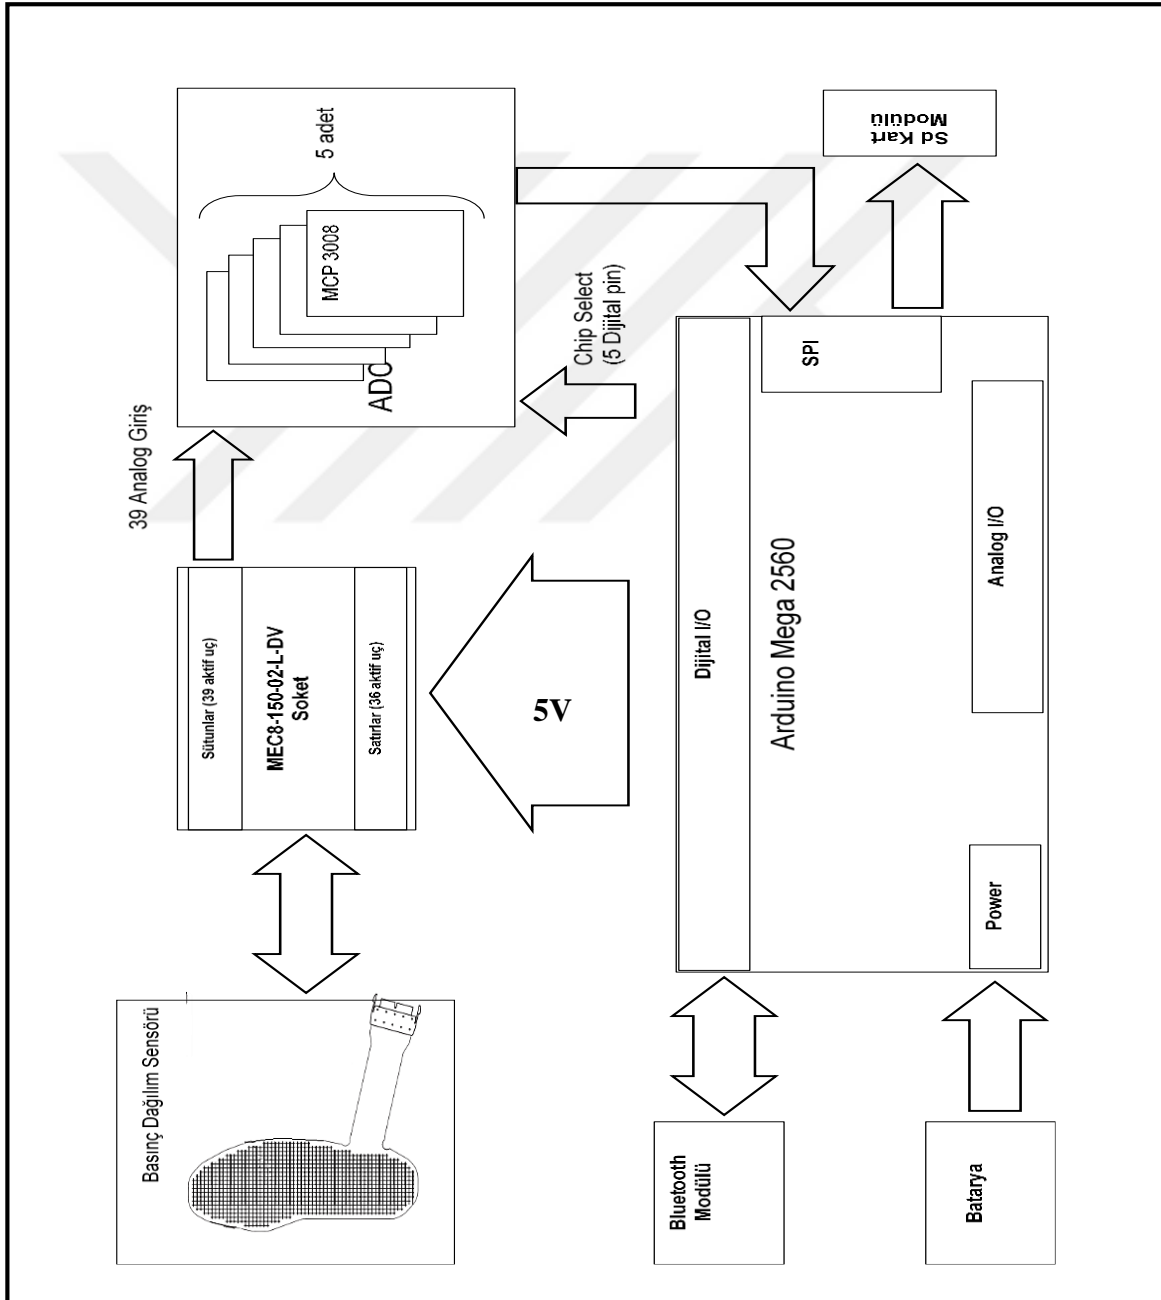 Basınç Dağılım Sensörü
Sütunlar (39 aktif uç)
MEC8-150-02-L-DV
Soket
Satırlar (36 aktif uç)
39 Analog Giriş
5 adet
MCP 3008
ADC
Chip Select
(5 Dijital pin)
5V
Sd Kart
Modülü
SPI
Dijital I/O
Arduino Mega 2560
Analog I/O
Power
Bluetooth
Modülü
Batarya